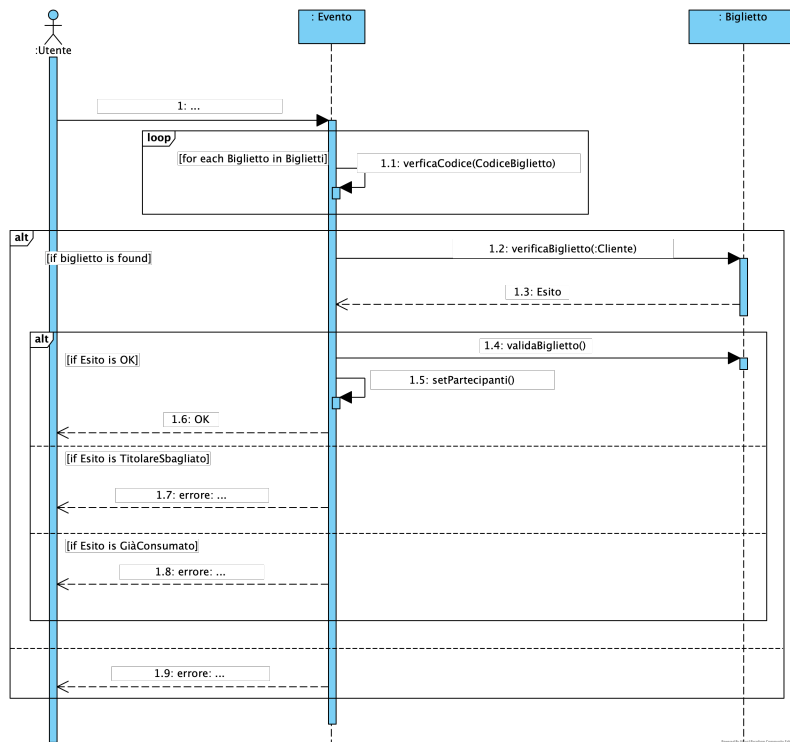 : Evento
: Biglietto
:Utente
1: ...
loop
[for each Biglietto in Biglietti]
1.1: verficaCodice(CodiceBiglietto)
alt
[if biglietto is found]
1.2: verificaBiglietto(:Cliente)
1.3: Esito
alt
[if Esito is OK]
1.4: validaBiglietto()
1.5: setPartecipanti()
1.6: OK
[if Esito is TitolareSbagliato]
1.7: errore: ...
[if Esito is GiàConsumato]
1.8: errore: ...
1.9: errore: ...